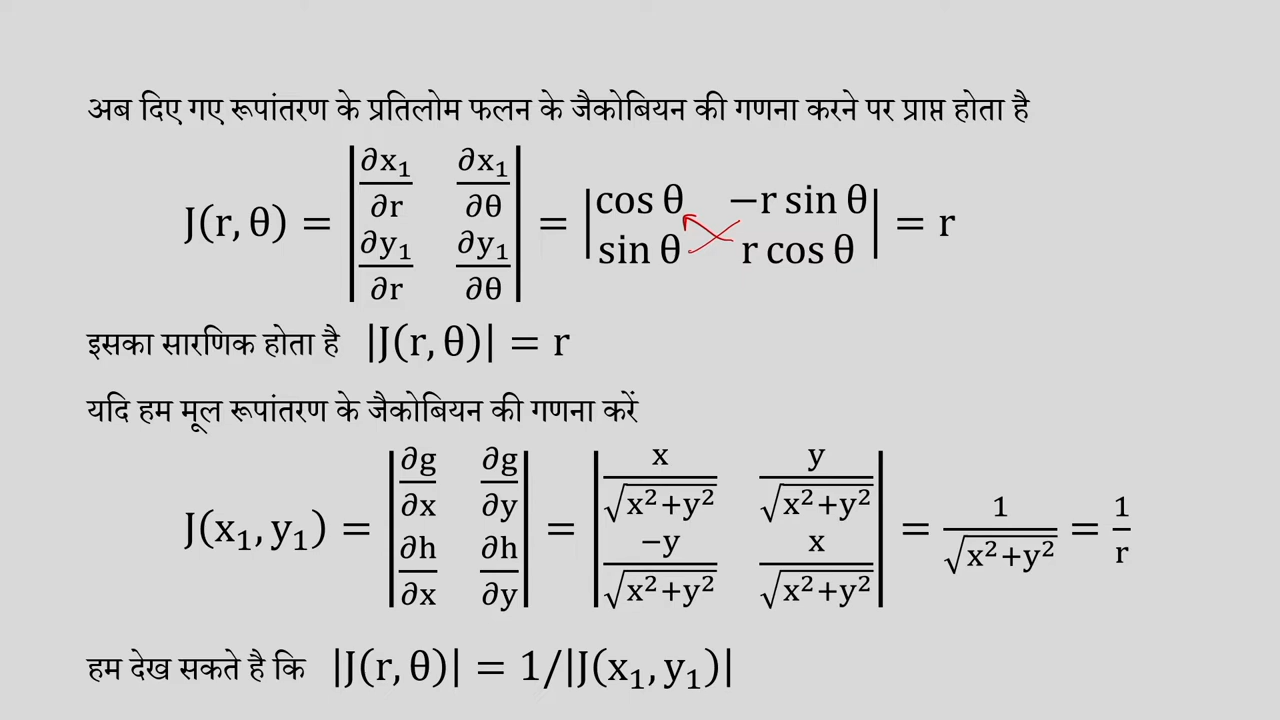 अब दिए गए रूपांतरण के प्रतिलोम फलन के जैकोबियन की गणना करने पर प्राप्त होता है
J(r, θ) = |∂x₁/∂r ∂x₁/∂θ; ∂y₁/∂r ∂y₁/∂θ| = |cos θ −r sin θ; sin θ r cos θ| = r
इसका सारणिक होता है |J(r, θ)| = r
यदि हम मूल रूपांतरण के जैकोबियन की गणना करें
J(x₁, y₁) = |∂g/∂x ∂g/∂y; ∂h/∂x ∂h/∂y| = |x/√(x²+y²) y/√(x²+y²); −y/√(x²+y²) x/√(x²+y²)| = 1/√(x²+y²) = 1/r
हम देख सकते है कि |J(r, θ)| = 1/|J(x₁, y₁)|